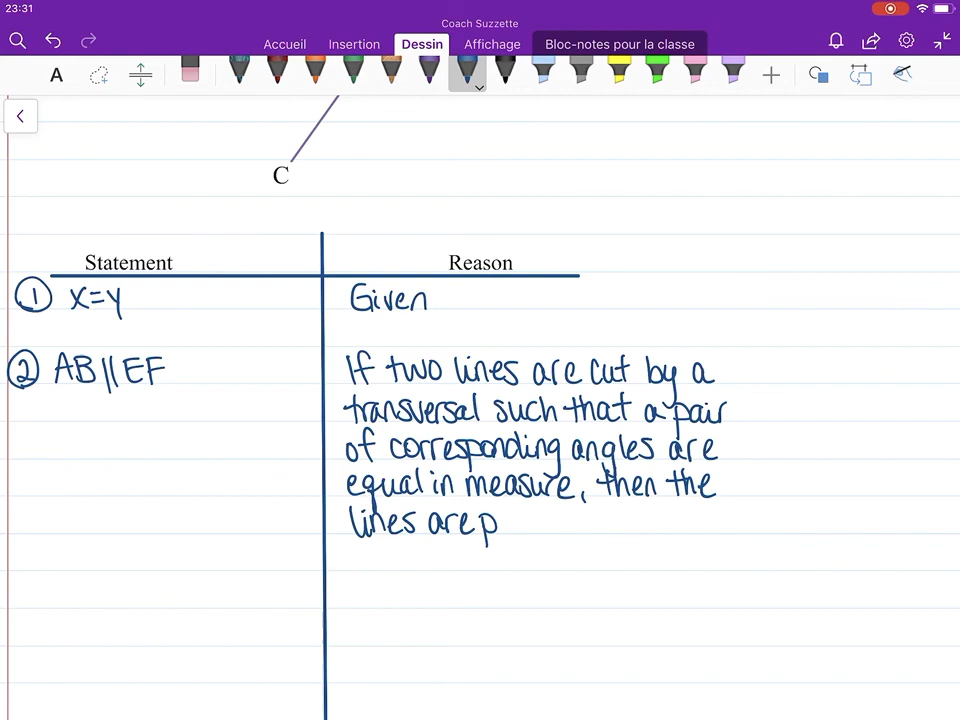 23:31
Coach Suzette
Accueil Insertion Dessin Affichage Bloc-notes pour la classe
A
C
Statement Reason
1 x=y Given
2 AB||EF If two lines are cut by a
transversal such that a pair
of corresponding angles are
equal in measure, then the
lines are p